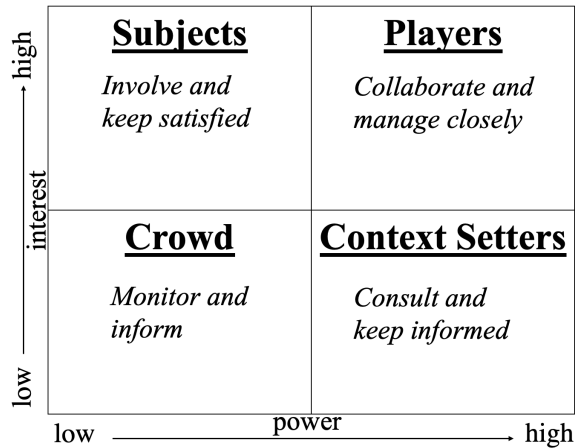 Subjects
Involve and
keep satisfied
Players
Collaborate and
manage closely
Crowd
Monitor and
inform
Context Setters
Consult and
keep informed
high
interest
low
low
power
high